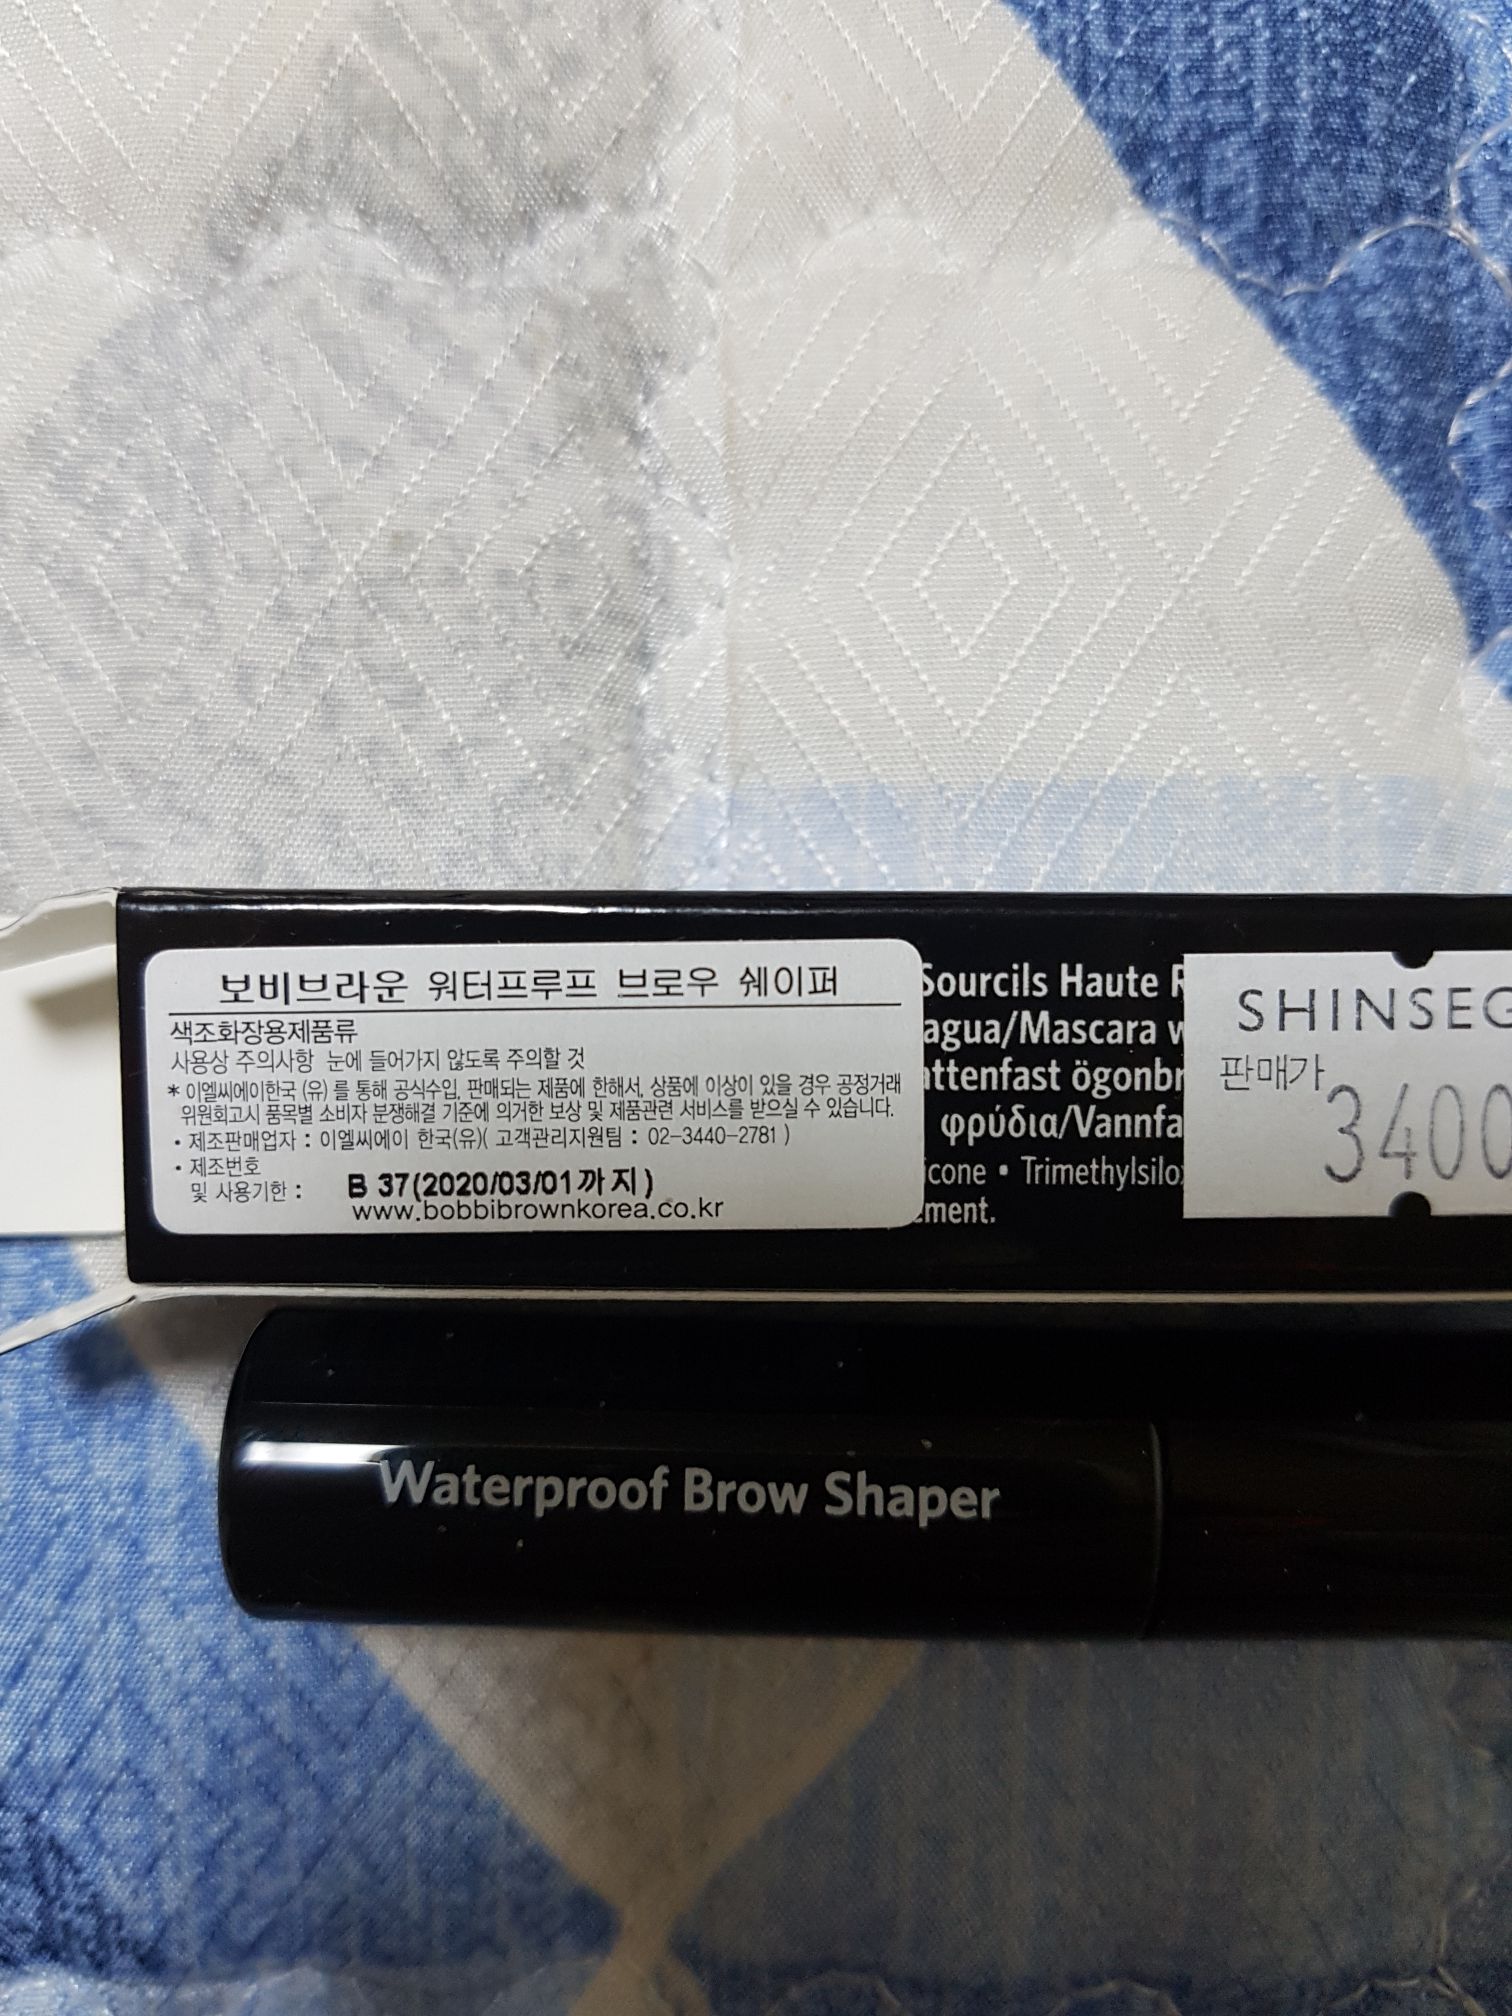 보비브라운 워터프루프 브로우 쉐이퍼
색조화장용제품류
사용상 주의사항 눈에 들어가지 않도록 주의할 것
* 이엘씨에이한국 (유) 를 통해 공식수입, 판매되는 제품에 한해서, 상품에 이상이 있을 경우 공정거래
위원회고시 품목별 소비자 분쟁해결 기준에 의거한 보상 및 제품관련 서비스를 받으실 수 있습니다.
• 제조판매업자 : 이엘씨에이 한국(유)( 고객관리지원팀 : 02-3440-2781 )
• 제조번호
및 사용기한 : B 37(2020/03/01까지)
www.bobbibrownkorea.co.kr
Sourcils Haute R
agua/Mascara w
attenfast ögonbr
φρύδια/Vannfa
icone • Trimethylsilo
ement.
SHINSEG
판매가
3400
Waterproof Brow Shaper